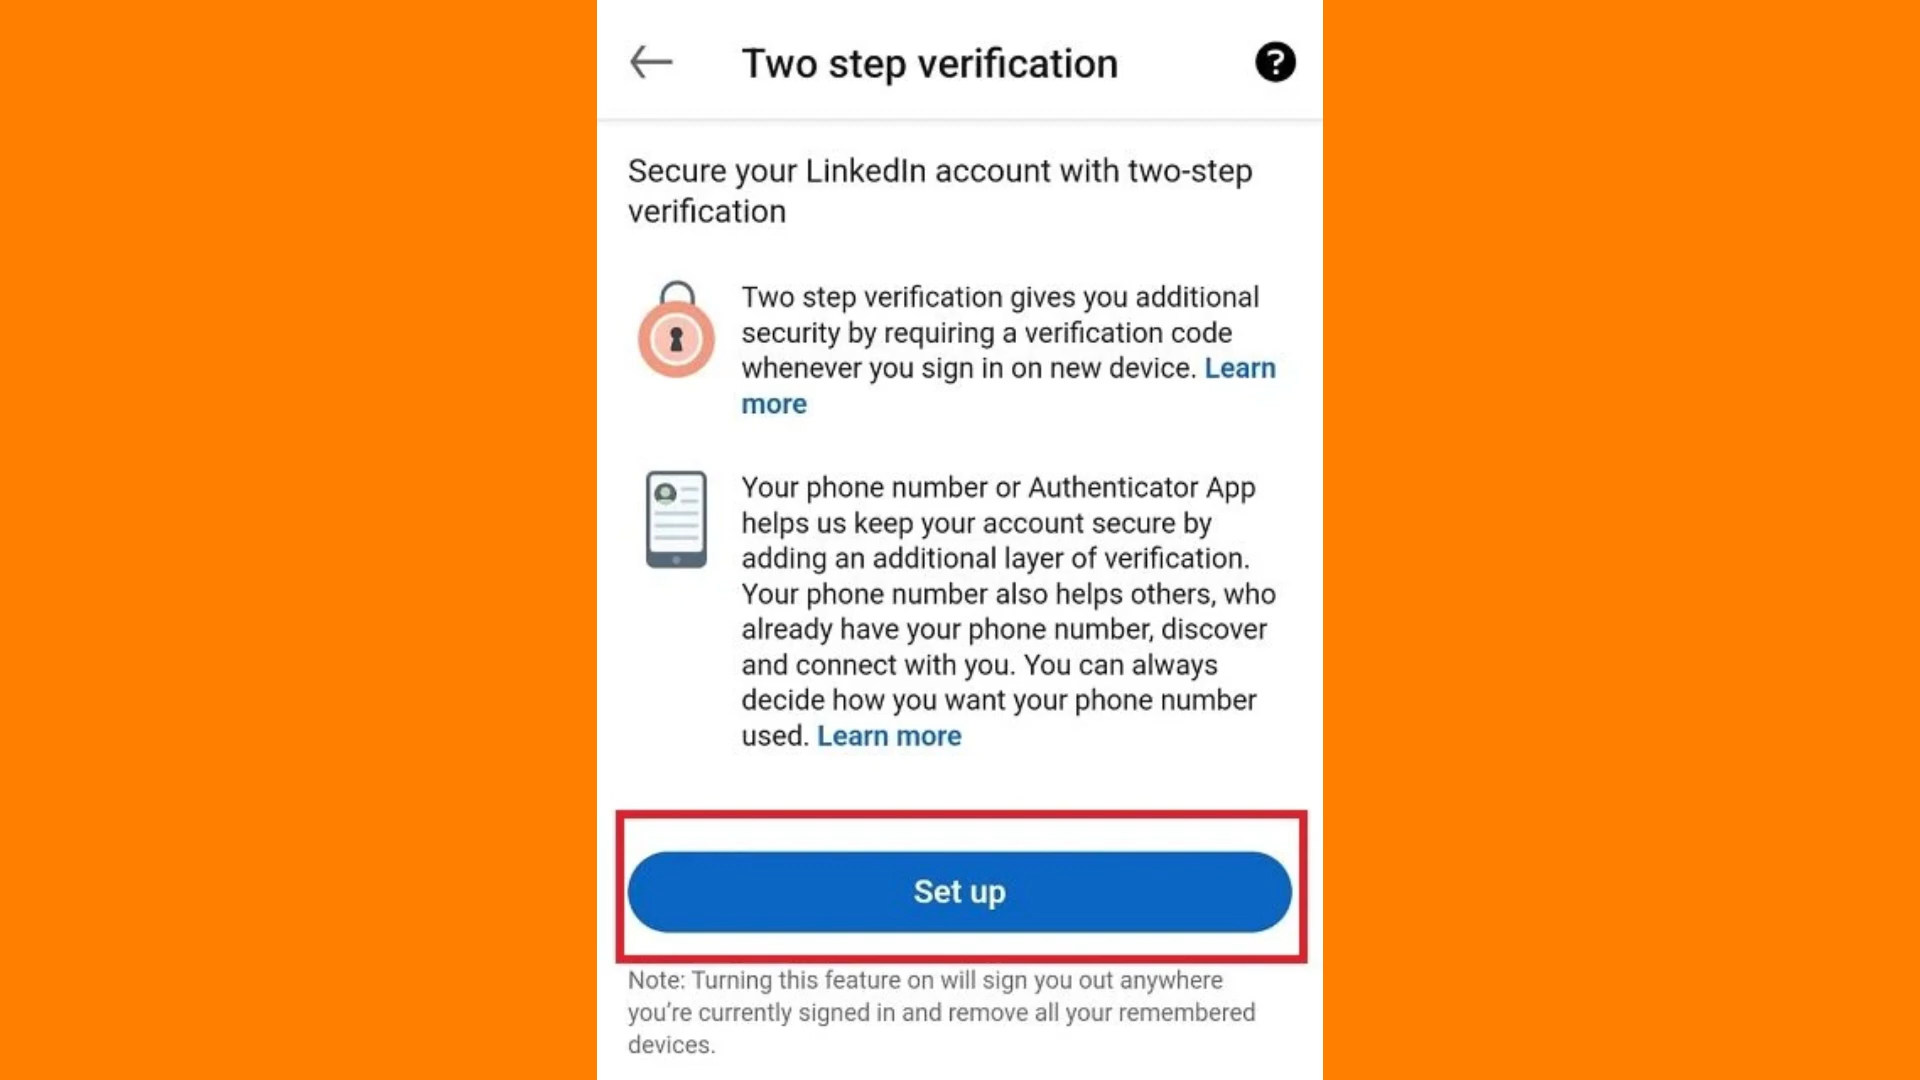 Two step verification
?
Secure your LinkedIn account with two-step
verification
Two step verification gives you additional
security by requiring a verification code
whenever you sign in on new device. Learn
more
Your phone number or Authenticator App
helps us keep your account secure by
adding an additional layer of verification.
Your phone number also helps others, who
already have your phone number, discover
and connect with you. You can always
decide how you want your phone number
used. Learn more
Set up
Note: Turning this feature on will sign you out anywhere
you’re currently signed in and remove all your remembered
devices.